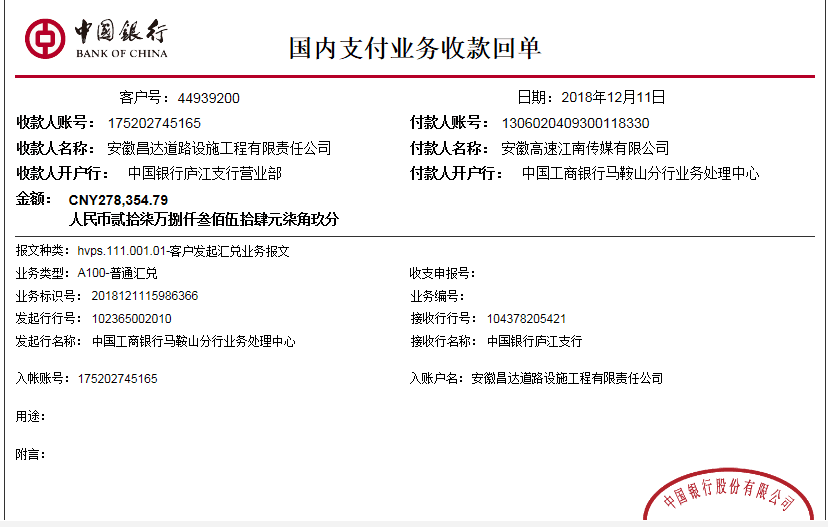 中国银行
BANK OF CHINA
国内支付业务收款回单
客户号：44939200 日期：2018年12月11日
收款人账号：175202745165 付款人账号：1306020409300118330
收款人名称：安徽昌达道路设施工程有限责任公司 付款人名称：安徽高速江南传媒有限公司
收款人开户行：中国银行庐江支行营业部 付款人开户行：中国工商银行马鞍山分行业务处理中心
金额：CNY278,354.79
人民币贰拾柒万捌仟叁佰伍拾肆元柒角玖分
报文种类：hvps.111.001.01-客户发起汇兑业务报文
业务类型：A100-普通汇兑 收支申报号：
业务标识号：2018121115986366 业务编号：
发起行行号：102365002010 接收行行号：104378205421
发起行名称：中国工商银行马鞍山分行业务处理中心 接收行名称：中国银行庐江支行
入帐账号：175202745165 入账户名：安徽昌达道路设施工程有限责任公司
用途：
附言：
中国银行股份有限公司